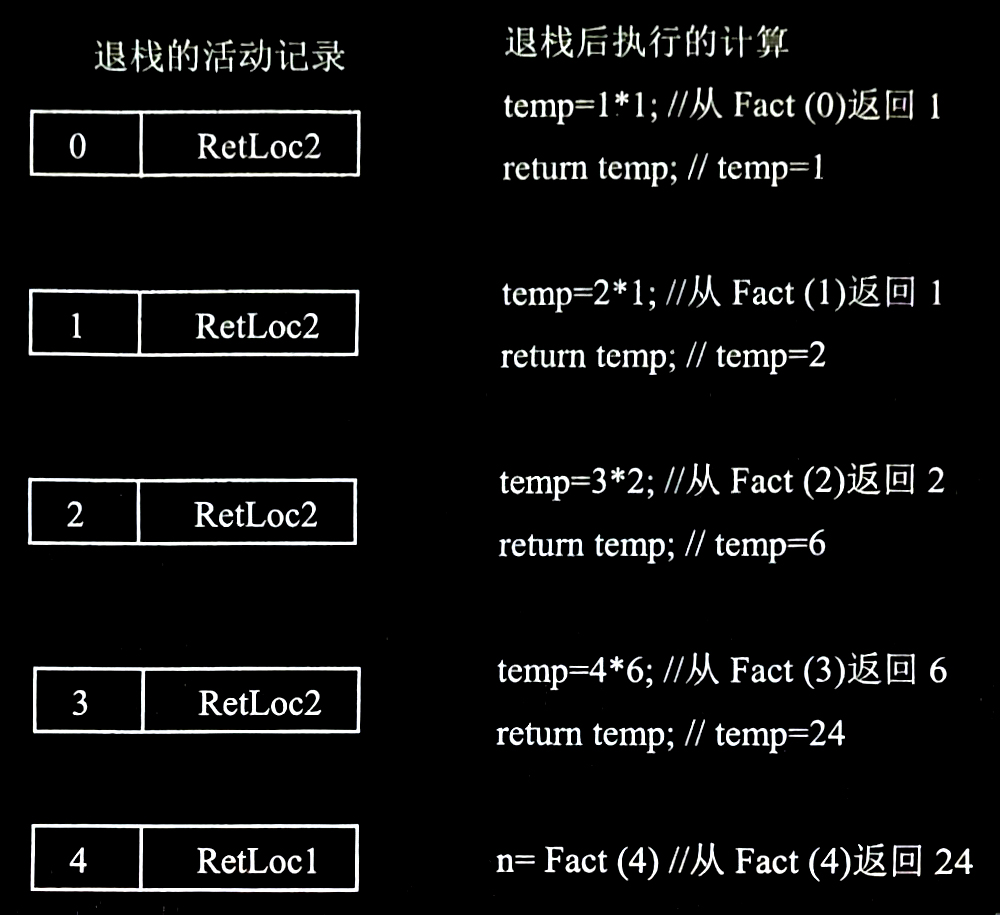 退栈的活动记录
退栈后执行的计算
0 RetLoc2
temp=1*1; //从 Fact (0)返回 1
return temp; // temp=1
1 RetLoc2
temp=2*1; //从 Fact (1)返回 1
return temp; // temp=2
2 RetLoc2
temp=3*2; //从 Fact (2)返回 2
return temp; // temp=6
3 RetLoc2
temp=4*6; //从 Fact (3)返回 6
return temp; // temp=24
4 RetLoc1
n= Fact (4) //从 Fact (4)返回 24